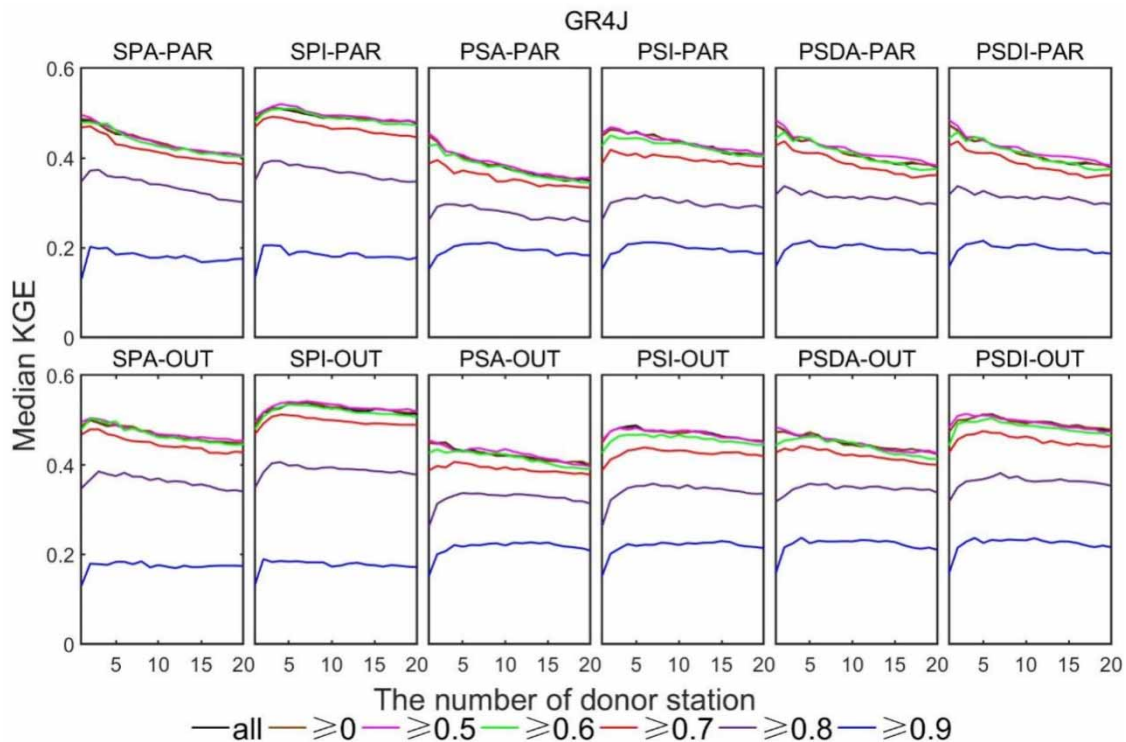 GR4J
SPA-PAR SPI-PAR PSA-PAR PSI-PAR PSDA-PAR PSDI-PAR
0.6
0.4
0.2
0
Median KGE
SPA-OUT SPI-OUT PSA-OUT PSI-OUT PSDA-OUT PSDI-OUT
0.6
0.4
0.2
0
5 10 15 20 5 10 15 20 5 10 15 20 5 10 15 20 5 10 15 20 5 10 15 20
The number of donor station
all ⩾0 ⩾0.5 ⩾0.6 ⩾0.7 ⩾0.8 ⩾0.9